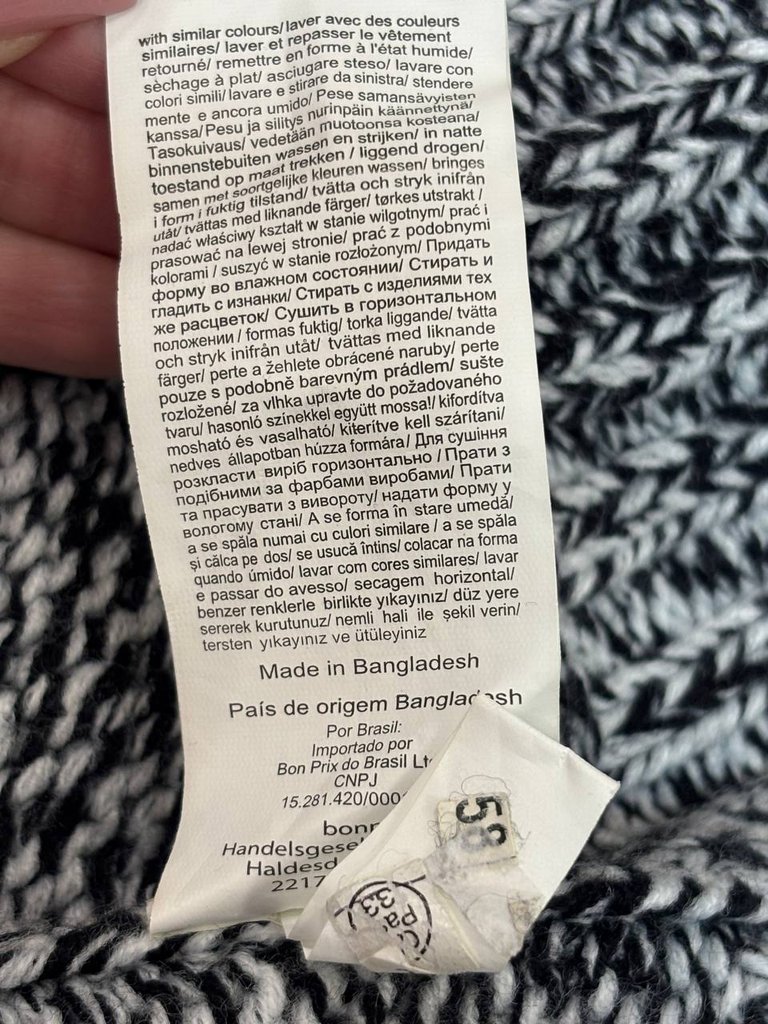 with similar colours/ laver avec des couleurs
similaires/ laver et repasser le vêtement
retourné/ remettre en forme à l'état humide/
sèchage à plat/ asciugare steso/ lavare con
colori simili/ lavare e stirare da sinistra/ stendere
mente e ancora umido/ Pese samansävyisten
kanssa/ Pesu ja silitys nurinpäin käännettynä/
Tasokuivaus/ vedetään muotoonsa kosteana/
binnenstebuiten wassen en strijken/ in natte
toestand op maat trekken / liggend drogen/
samen met soortgelijke kleuren wassen/ bringes
i form i fuktig tilstand/ tvätta och stryk inifrån
utåt/ tvättas med liknande färger/ tørkes utstrakt /
nadać właściwy kształt w stanie wilgotnym/ prać i
prasować na lewej stronie/ prać z podobnymi
kolorami / suszyć w stanie rozłożonym/ Придать
форму во влажном состоянии/ Стирать и
гладить с изнанки/ Стирать с изделиями тех
же расцветок/ Сушить в горизонтальном
положении / formas fuktig/ torka liggande/ tvätta
och stryk inifrån utåt/ tvättas med liknande
färger/ perte a žehlete obrácené naruby/ perte
pouze s podobně barevným prádlem/ sušte
rozložené/ za vlhka upravte do požadovaného
tvaru/ hasonló színekkel együtt mossa!/ kifordítva
mosható és vasalható/ kiterítve kell szárítani/
nedves állapotban húzza formára/ Для сушіння
розкласти виріб горизонтально / Прати з
подібними за фарбами виробами/ Прати
та прасувати з вивороту/ надати форму у
вологому стані/ A se forma în stare umedă/
a se spăla numai cu culori similare / a se spăla
și călca pe dos/ se usucă întins/ colacar na forma
quando úmido/ lavar com cores similares/ lavar
e passar do avesso/ secagem horizontal/
benzer renklerle birlikte yıkayınız/ düz yere
sererek kurutunuz/ nemli hali ile şekil verin/
tersten yıkayınız ve ütüleyiniz
Made in Bangladesh
País de origem Bangladesh
Por Brasil:
Importado por
Bon Prix do Brasil Lt
CNPJ
15.281.420/000
bonp
Handelsgesel
Haldesd
2217
58
33